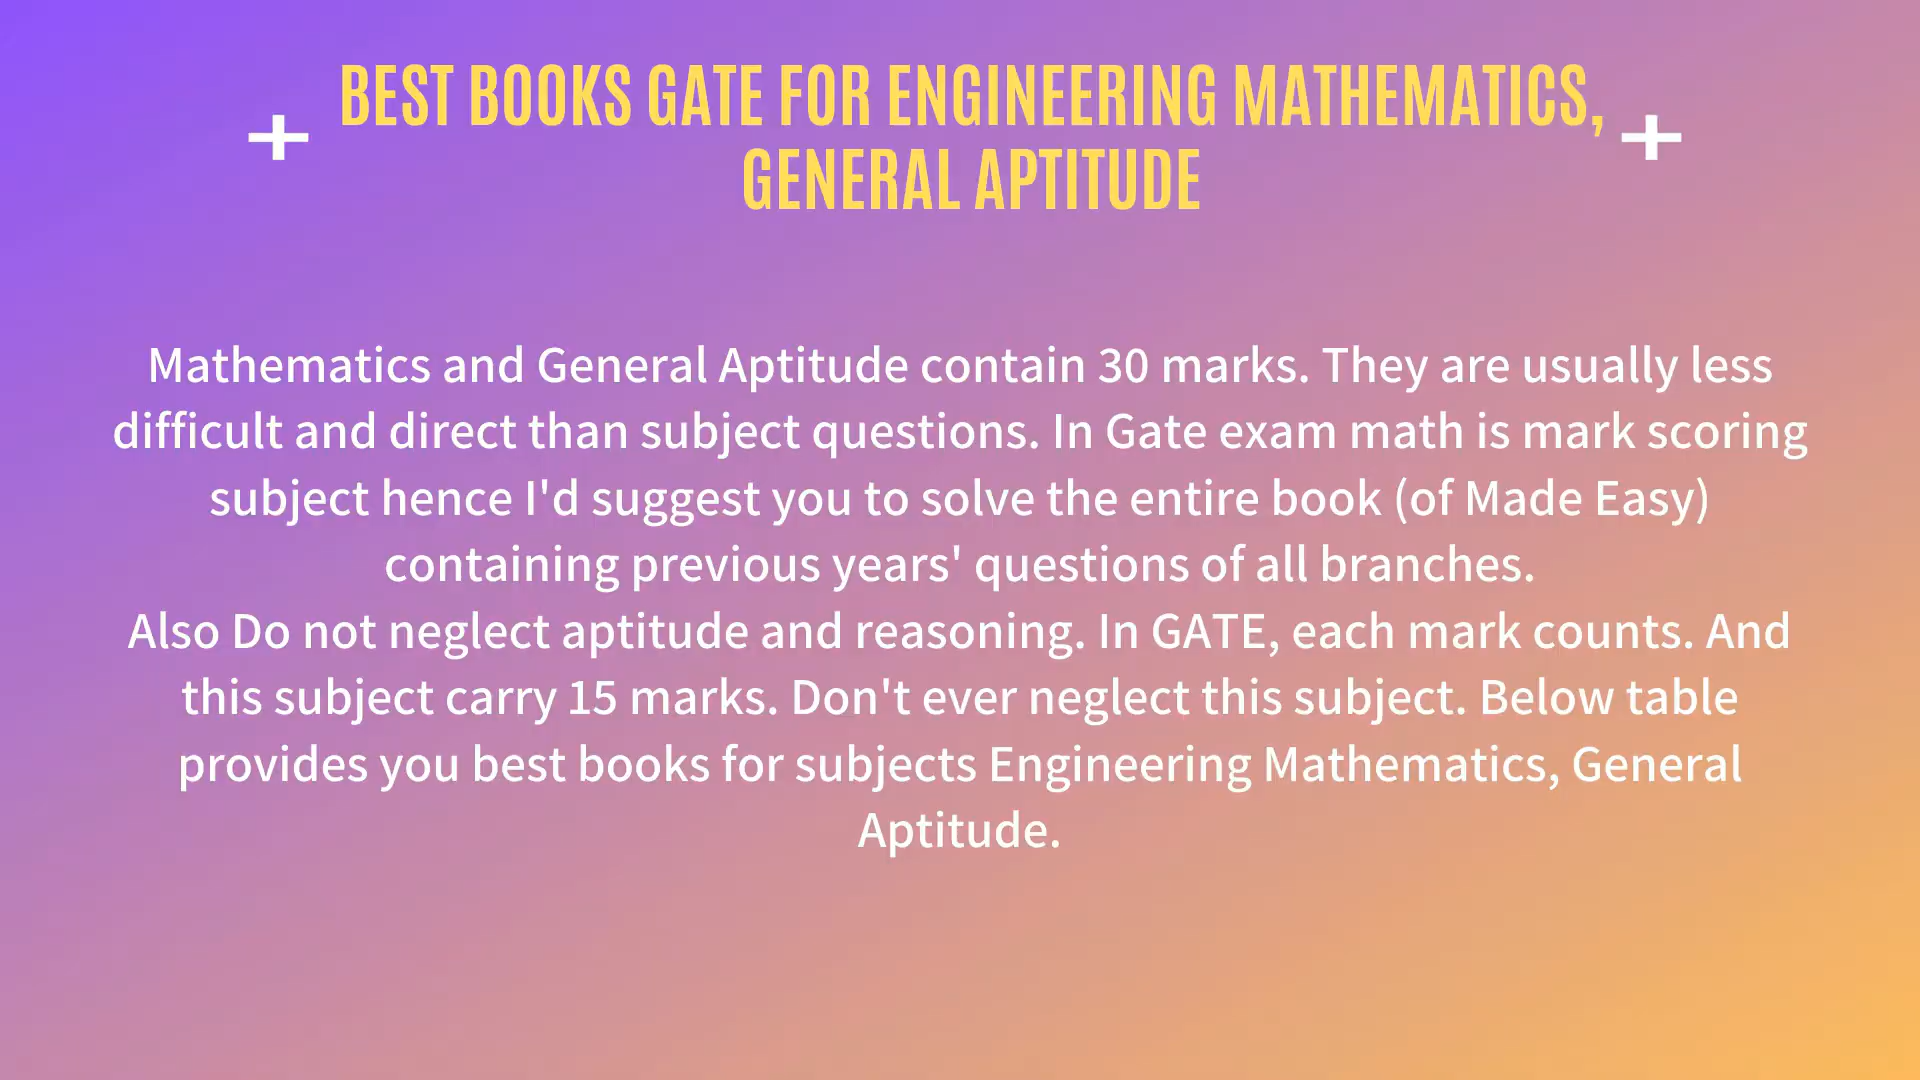 BEST BOOKS GATE FOR ENGINEERING MATHEMATICS,
GENERAL APTITUDE
Mathematics and General Aptitude contain 30 marks. They are usually less
difficult and direct than subject questions. In Gate exam math is mark scoring
subject hence I'd suggest you to solve the entire book (of Made Easy)
containing previous years' questions of all branches.
Also Do not neglect aptitude and reasoning. In GATE, each mark counts. And
this subject carry 15 marks. Don't ever neglect this subject. Below table
provides you best books for subjects Engineering Mathematics, General
Aptitude.